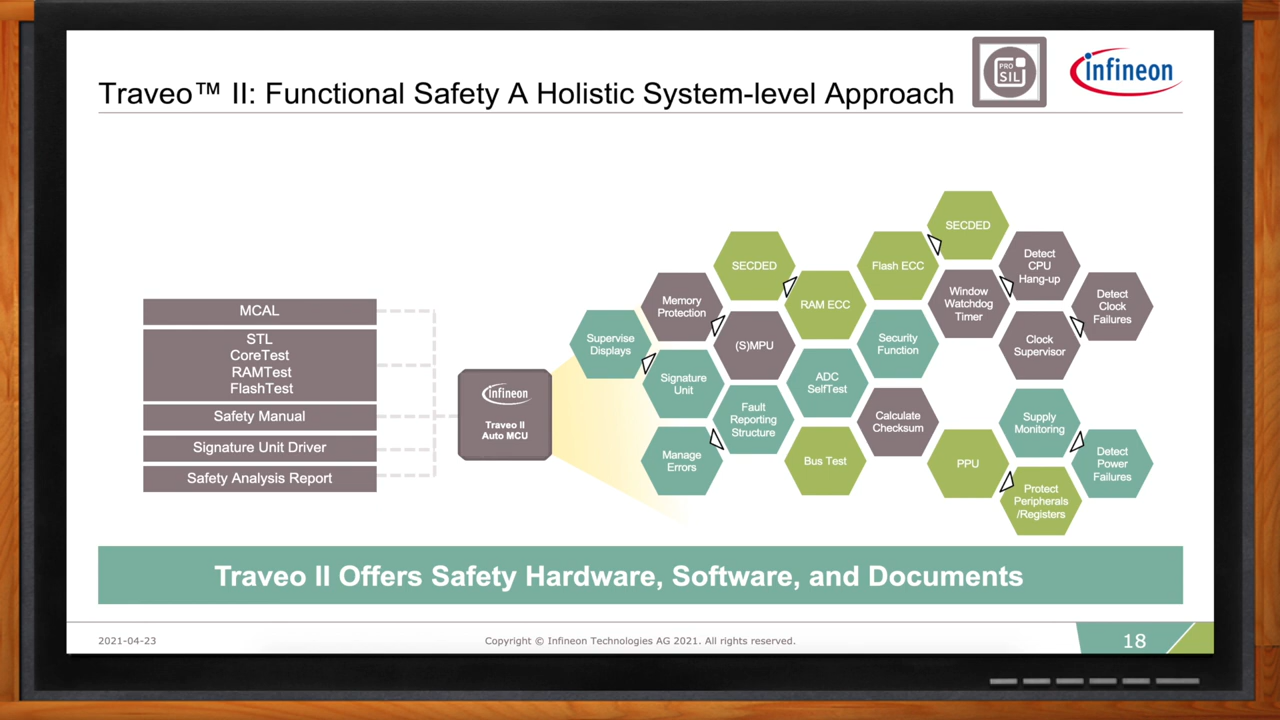 Traveo™ II: Functional Safety A Holistic System-level Approach
PRO
SIL
infineon
MCAL
STL
CoreTest
RAMTest
FlashTest
Safety Manual
Signature Unit Driver
Safety Analysis Report
infineon
Traveo II
Auto MCU
Supervise
Displays
Memory
Protection
Signature
Unit
Manage
Errors
SECDED
(S)MPU
Fault
Reporting
Structure
RAM ECC
ADC
SelfTest
Bus Test
Flash ECC
Security
Function
Calculate
Checksum
SECDED
Window
Watchdog
Timer
PPU
Detect
CPU
Hang-up
Clock
Supervisor
Supply
Monitoring
Protect
Peripherals
/Registers
Detect
Clock
Failures
Detect
Power
Failures
Traveo II Offers Safety Hardware, Software, and Documents
2021-04-23
Copyright © Infineon Technologies AG 2021. All rights reserved.
18